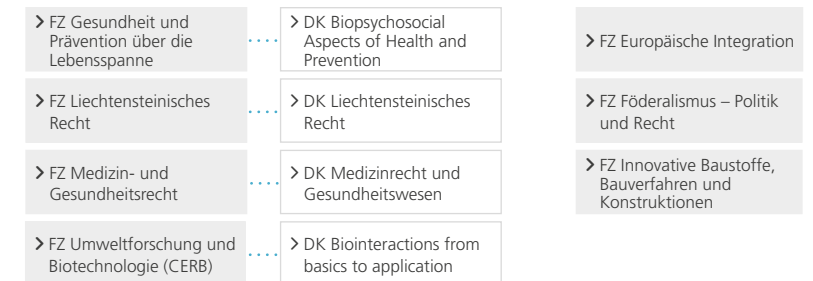 > FZ Gesundheit und
Prävention über die
Lebensspanne
> DK Biopsychosocial
Aspects of Health and
Prevention
> FZ Europäische Integration
> FZ Liechtensteinisches
Recht
> DK Liechtensteinisches
Recht
> FZ Föderalismus – Politik
und Recht
> FZ Medizin- und
Gesundheitsrecht
> DK Medizinrecht und
Gesundheitswesen
> FZ Innovative Baustoffe,
Bauverfahren und
Konstruktionen
> FZ Umweltforschung und
Biotechnologie (CERB)
> DK Biointeractions from
basics to application